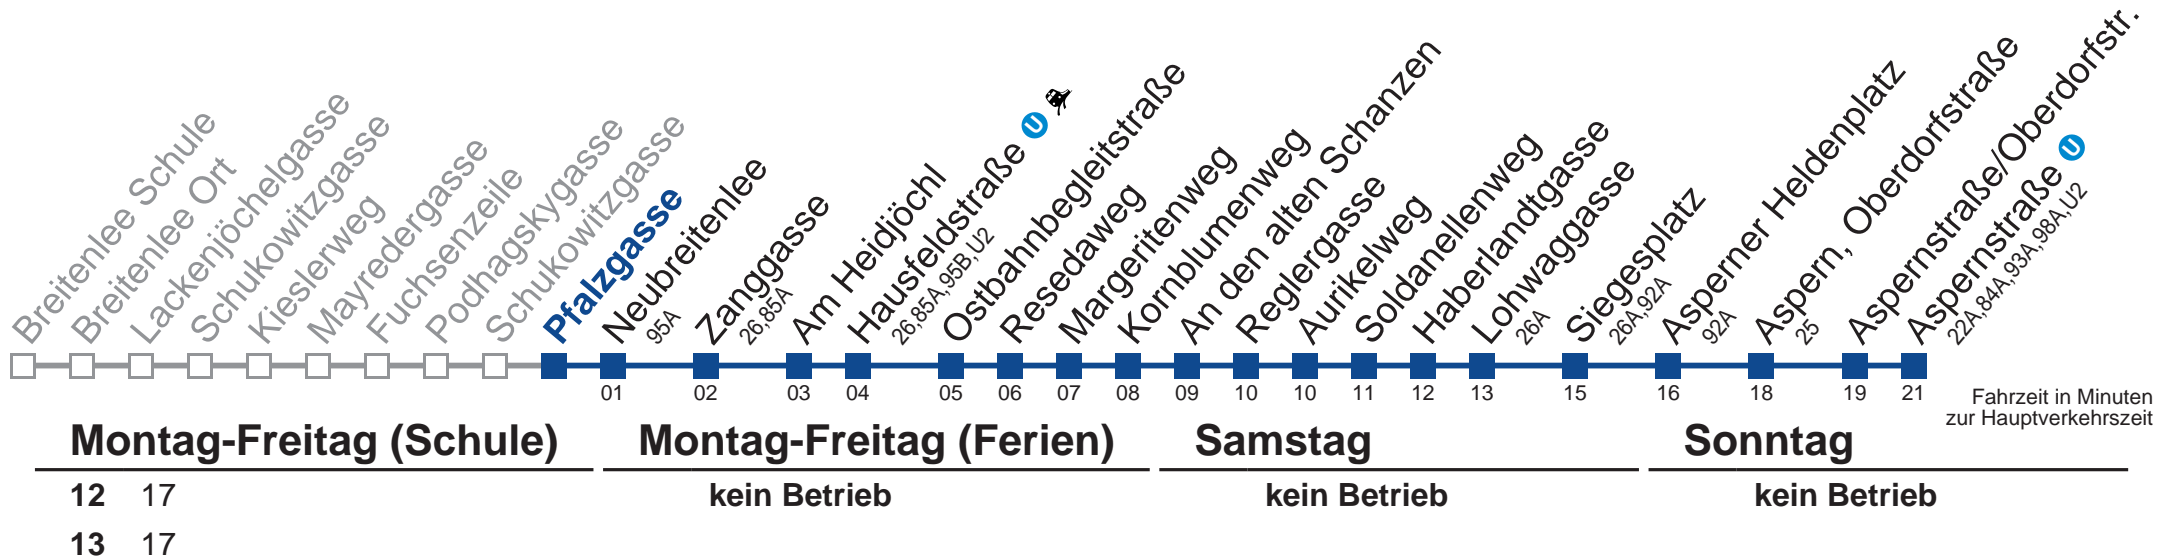 Breitenlee Schule
Breitenlee Ort
Lackenjöchelgasse
Schukowitzgasse
Kieslerweg
Mayredergasse
Fuchsenzeile
Podhagskygasse
Schukowitzgasse
Pfalzgasse
Neubreitenlee
95A
Zanggasse
26,85A
Am Heidjöchl
Hausfeldstraße U
26,85A,95B,U2
Ostbahnbegleitstraße
Resedaweg
Margeritenweg
Kornblumenweg
An den alten Schanzen
Reglergasse
Aurikelweg
Soldanellenweg
Haberlandtgasse
Lohwaggasse
26A
Siegesplatz
26A,92A
Asperner Heldenplatz
92A
Aspern, Oberdorfstraße
25
Aspernstraße/Oberdorfstr.
Aspernstraße U
22A,84A,93A,98A,U2
01 02 03 04 05 06 07 08 09 10 10 11 12 13 15 16 18 19 21
Fahrzeit in Minuten
zur Hauptverkehrszeit
Montag-Freitag (Schule) Montag-Freitag (Ferien) Samstag Sonntag
12 17 kein Betrieb kein Betrieb kein Betrieb
13 17